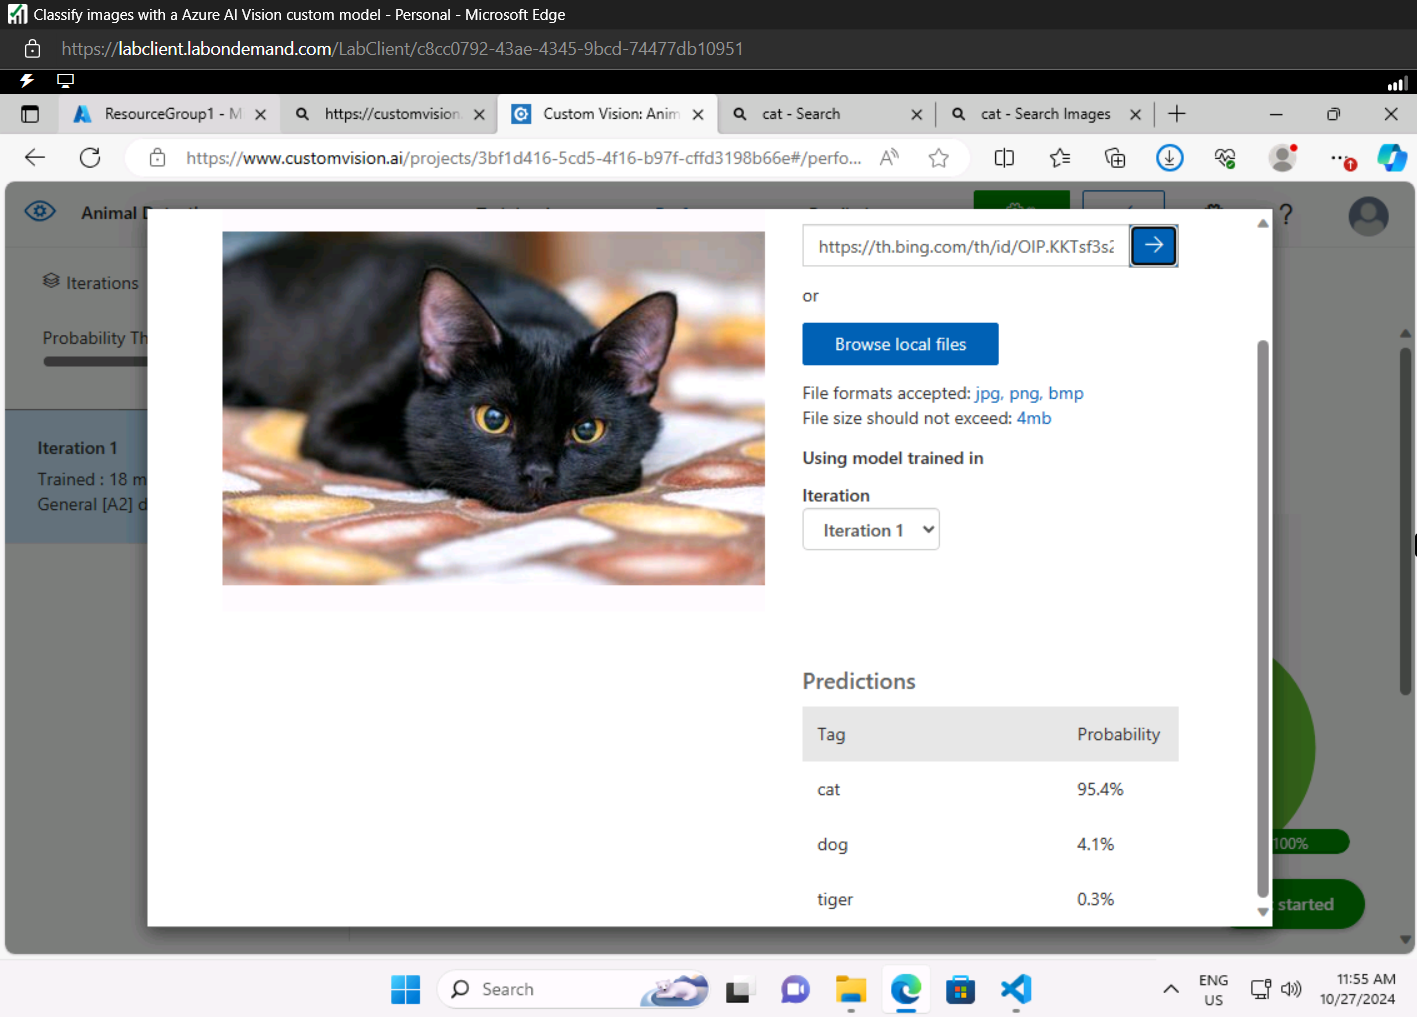 Classify images with a Azure AI Vision custom model - Personal - Microsoft Edge
https://labclient.labondemand.com/LabClient/c8cc0792-43ae-4345-9bcd-74477db10951
ResourceGroup1 - M
https://customvision.
Custom Vision: Anim
cat - Search
cat - Search Images
https://www.customvision.ai/projects/3bf1d416-5cd5-4f16-b97f-cffd3198b66e#/perfo...
Animal
?
https://th.bing.com/th/id/OIP.KKTsf3s2
or
Browse local files
File formats accepted: jpg, png, bmp
File size should not exceed: 4mb
Using model trained in
Iteration
Iteration 1
Iterations
Probability Th
Iteration 1
Trained : 18 m
General [A2] d
Predictions
Tag Probability
cat 95.4%
dog 4.1%
tiger 0.3%
100%
started
Search
ENG
US
11:55 AM
10/27/2024